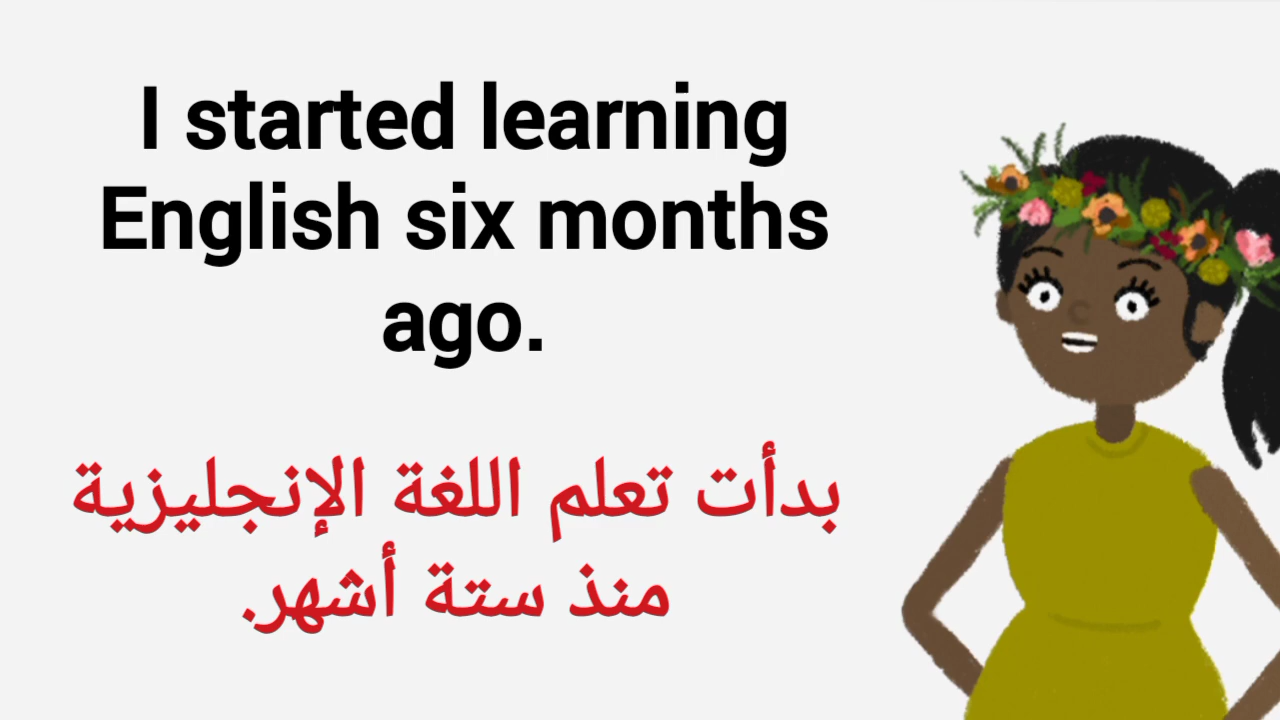 I started learning
English six months
ago.
بدأت تعلم اللغة الإنجليزية
منذ ستة أشهر.